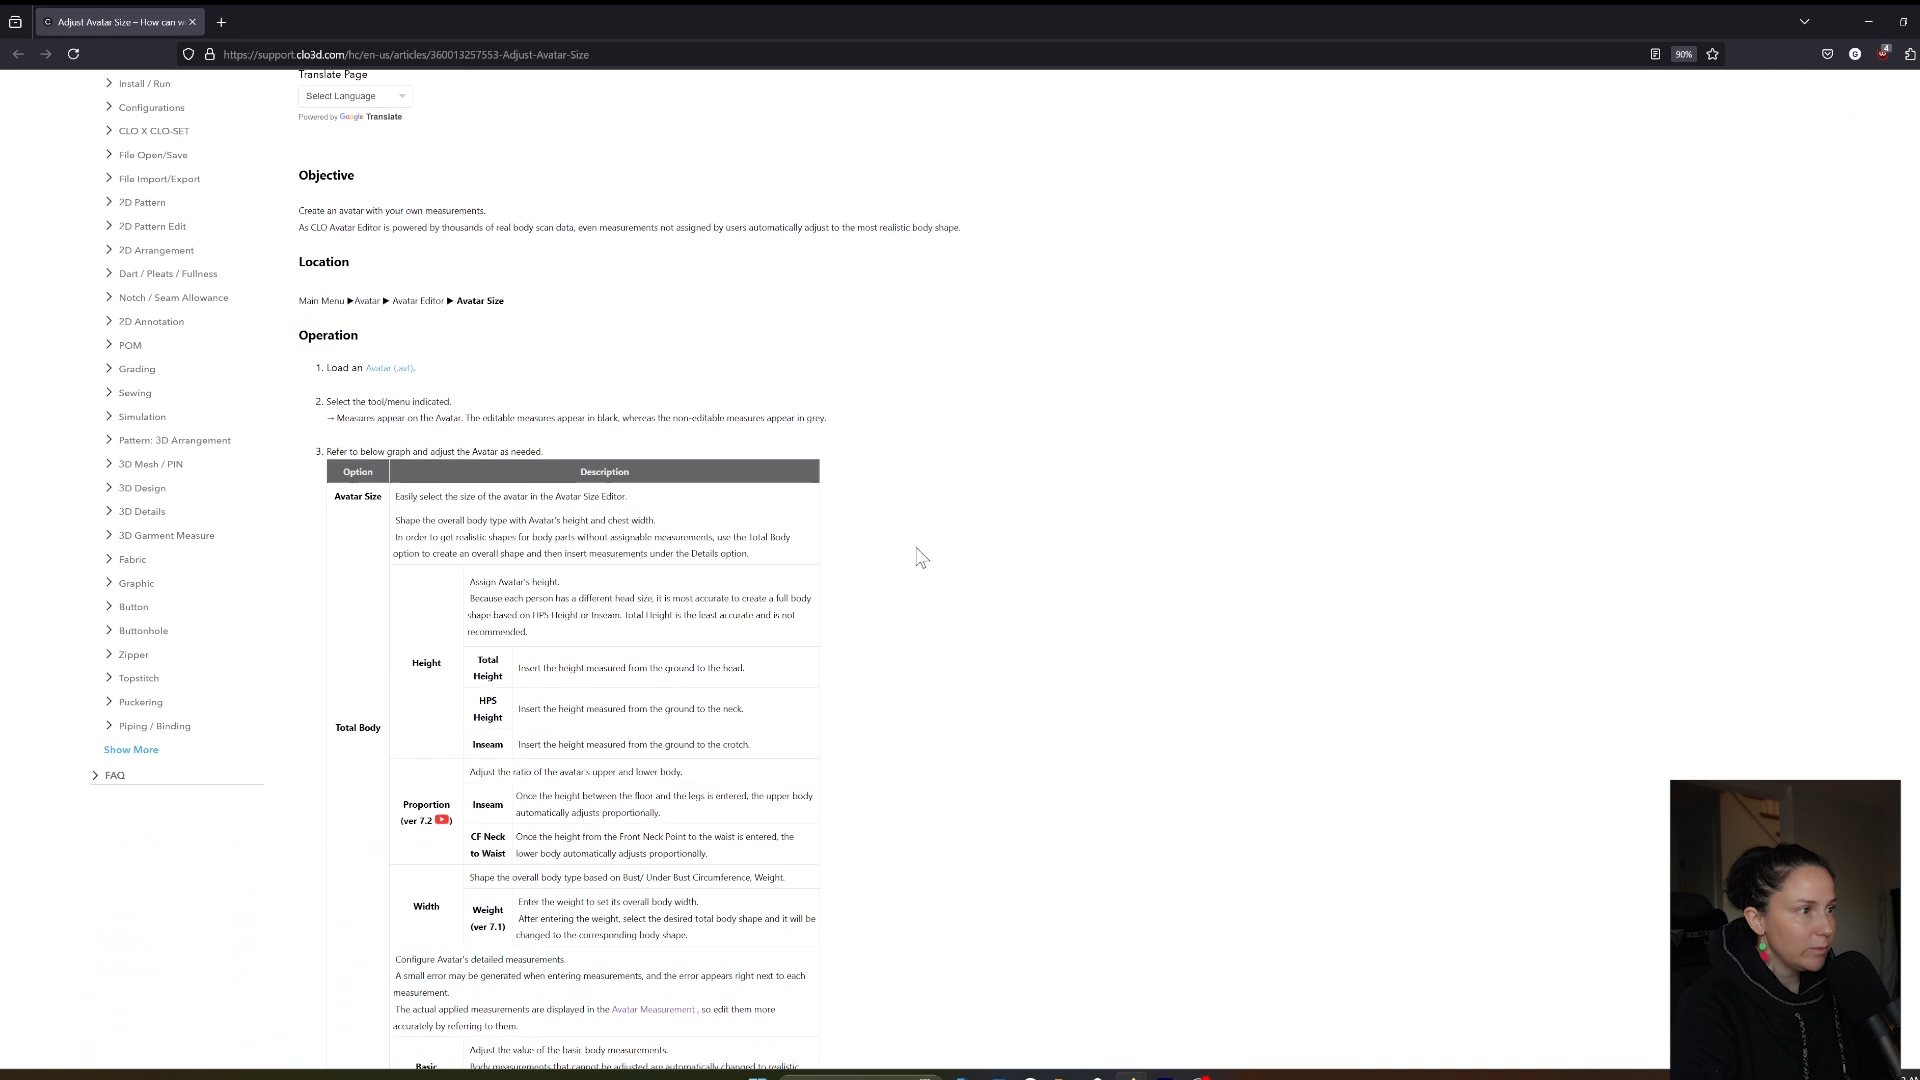 Adjust Avatar Size – How can w
https://support.clo3d.com/hc/en-us/articles/360013257553-Adjust-Avatar-Size
90%
4
Install / Run
Configurations
CLO X CLO-SET
File Open/Save
File Import/Export
2D Pattern
2D Pattern Edit
2D Arrangement
Dart / Pleats / Fullness
Notch / Seam Allowance
2D Annotation
POM
Grading
Sewing
Simulation
Pattern: 3D Arrangement
3D Mesh / PIN
3D Design
3D Details
3D Garment Measure
Fabric
Graphic
Button
Buttonhole
Zipper
Topstitch
Puckering
Piping / Binding
Show More
FAQ
Translate Page
Select Language
Powered by Google Translate
Objective
Create an avatar with your own measurements.
As CLO Avatar Editor is powered by thousands of real body scan data, even measurements not assigned by users automatically adjust to the most realistic body shape.
Location
Main Menu ▶Avatar ▶ Avatar Editor ▶ Avatar Size
Operation
1. Load an Avatar (.avt).
2. Select the tool/menu indicated.
→ Measures appear on the Avatar. The editable measures appear in black, whereas the non-editable measures appear in grey.
3. Refer to below graph and adjust the Avatar as needed.
Option Description
Avatar Size Easily select the size of the avatar in the Avatar Size Editor.
Shape the overall body type with Avatar's height and chest width.
In order to get realistic shapes for body parts without assignable measurements, use the Total Body
option to create an overall shape and then insert measurements under the Details option.
Total Body
Height
Assign Avatar's height.
Because each person has a different head size, it is most accurate to create a full body
shape based on HPS Height or Inseam. Total Height is the least accurate and is not
recommended.
Total
Height
Insert the height measured from the ground to the head.
HPS
Height
Insert the height measured from the ground to the neck.
Inseam Insert the height measured from the ground to the crotch.
Proportion
(ver 7.2 )
Adjust the ratio of the avatar's upper and lower body.
Inseam
Once the height between the floor and the legs is entered, the upper body
automatically adjusts proportionally.
CF Neck
to Waist
Once the height from the Front Neck Point to the waist is entered, the
lower body automatically adjusts proportionally.
Width
Shape the overall body type based on Bust/ Under Bust Circumference, Weight.
Weight
(ver 7.1)
Enter the weight to set its overall body width.
After entering the weight, select the desired total body shape and it will be
changed to the corresponding body shape.
Configure Avatar's detailed measurements.
A small error may be generated when entering measurements, and the error appears right next to each
measurement.
The actual applied measurements are displayed in the Avatar Measurement , so edit them more
accurately by referring to them.
Basic
Adjust the value of the basic body measurements.
Body measurements that cannot be adjusted are automatically changed to realistic